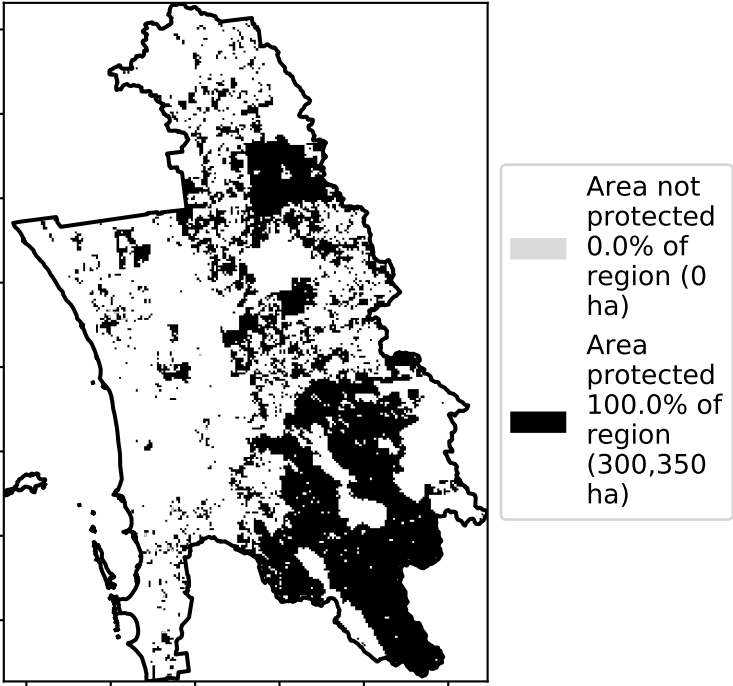 Area not
protected
0.0% of
region (0
ha)
Area
protected
100.0% of
region
(300,350
ha)